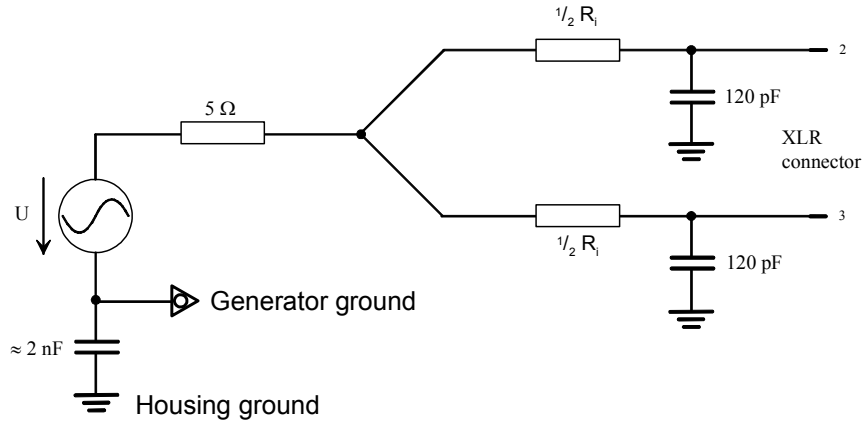 ½ Rᵢ
2
120 pF
5 Ω
XLR
connector
U
3
½ Rᵢ
120 pF
Generator ground
≈ 2 nF
Housing ground